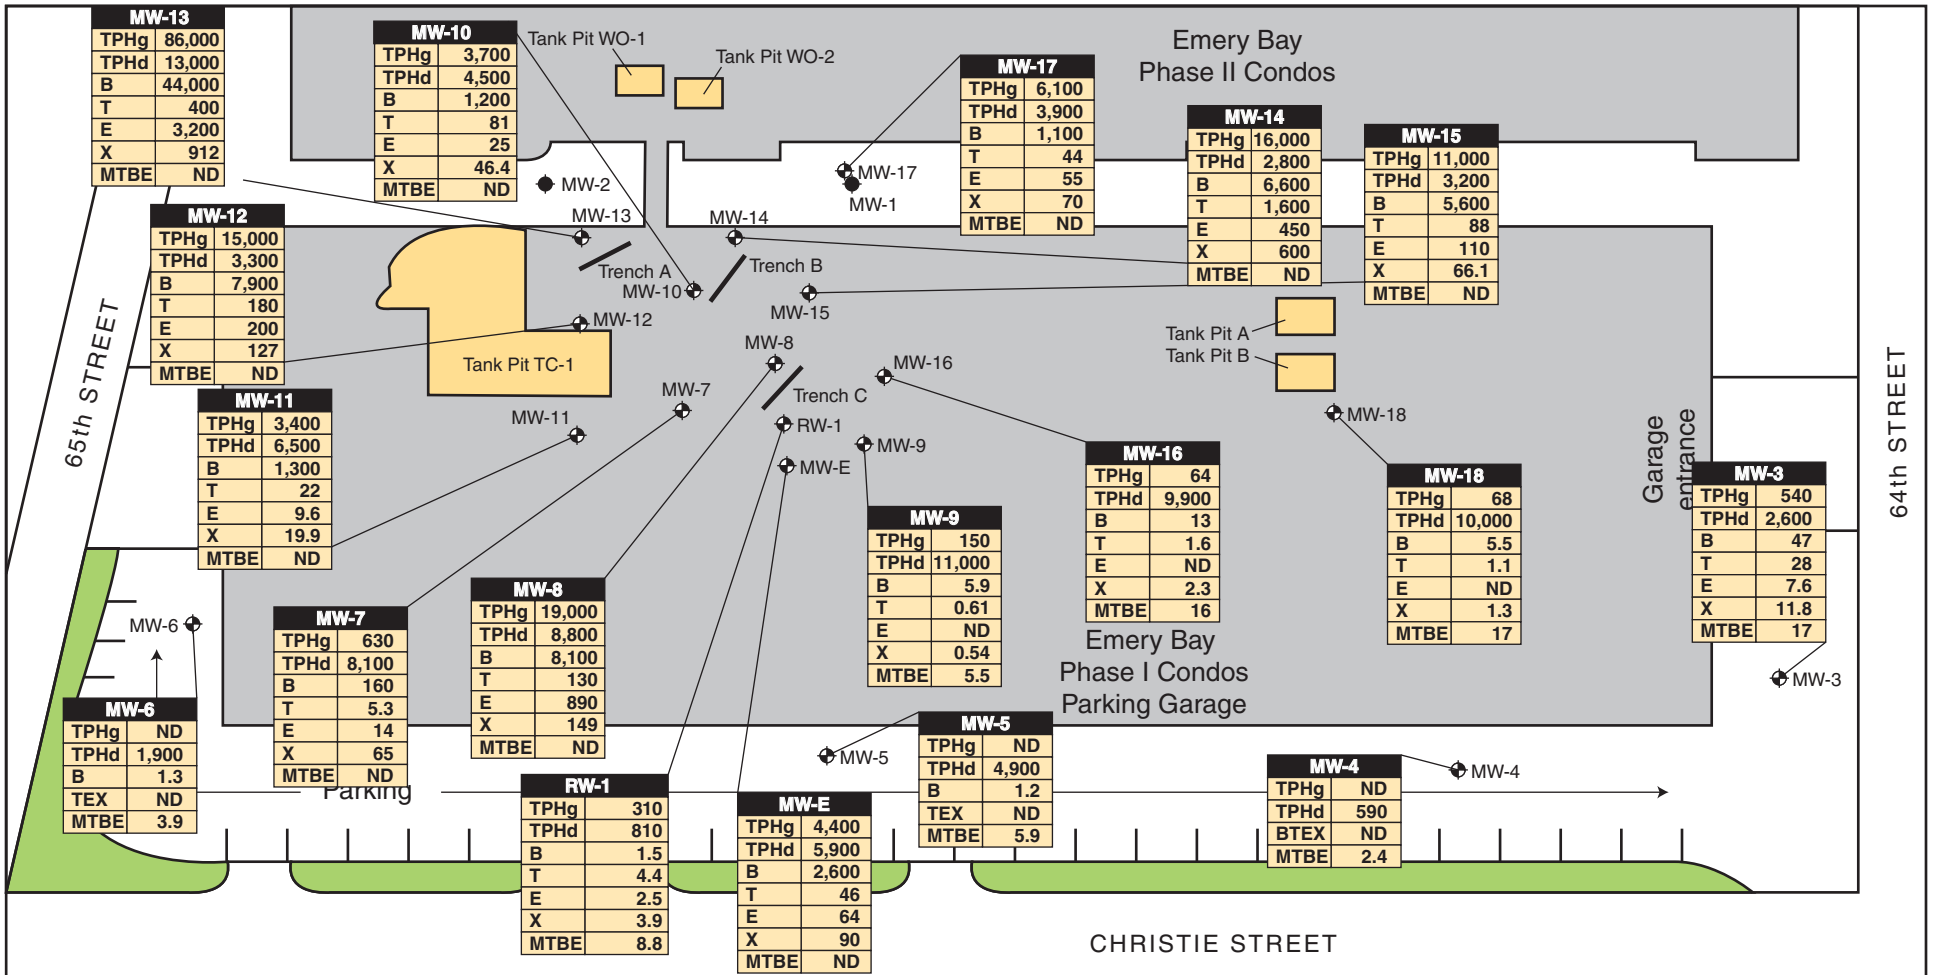 MW-13
TPHg 86,000
TPHd 13,000
B 44,000
T 400
E 3,200
X 912
MTBE ND
MW-10
TPHg 3,700
TPHd 4,500
B 1,200
T 81
E 25
X 46.4
MTBE ND
Tank Pit WO-1
Tank Pit WO-2
MW-17
TPHg 6,100
TPHd 3,900
B 1,100
T 44
E 55
X 70
MTBE ND
Emery Bay
Phase II Condos
MW-14
TPHg 16,000
TPHd 2,800
B 6,600
T 1,600
E 450
X 600
MTBE ND
MW-15
TPHg 11,000
TPHd 3,200
B 5,600
T 88
E 110
X 66.1
MTBE ND
MW-2
MW-17
MW-1
MW-13
MW-14
MW-12
TPHg 15,000
TPHd 3,300
B 7,900
T 180
E 200
X 127
MTBE ND
Trench A
Trench B
MW-10
MW-15
MW-12
65th STREET
Tank Pit TC-1
MW-8
MW-16
Tank Pit A
Tank Pit B
MW-7
Trench C
MW-11
RW-1
MW-9
MW-E
MW-18
64th STREET
Garage
entrance
MW-11
TPHg 3,400
TPHd 6,500
B 1,300
T 22
E 9.6
X 19.9
MTBE ND
MW-16
TPHg 64
TPHd 9,900
B 13
T 1.6
E ND
X 2.3
MTBE 16
MW-18
TPHg 68
TPHd 10,000
B 5.5
T 1.1
E ND
X 1.3
MTBE 17
MW-3
TPHg 540
TPHd 2,600
B 47
T 28
E 7.6
X 11.8
MTBE 17
MW-9
TPHg 150
TPHd 11,000
B 5.9
T 0.61
E ND
X 0.54
MTBE 5.5
MW-8
TPHg 19,000
TPHd 8,800
B 8,100
T 130
E 890
X 149
MTBE ND
MW-7
TPHg 630
TPHd 8,100
B 160
T 5.3
E 14
X 65
MTBE ND
MW-6
Emery Bay
Phase I Condos
Parking Garage
MW-3
MW-6
TPHg ND
TPHd 1,900
B 1.3
TEX ND
MTBE 3.9
Parking
MW-5
MW-5
TPHg ND
TPHd 4,900
B 1.2
TEX ND
MTBE 5.9
MW-4
TPHg ND
TPHd 590
BTEX ND
MTBE 2.4
MW-4
RW-1
TPHg 310
TPHd 810
B 1.5
T 4.4
E 2.5
X 3.9
MTBE 8.8
MW-E
TPHg 4,400
TPHd 5,900
B 2,600
T 46
E 64
X 90
MTBE ND
CHRISTIE STREET